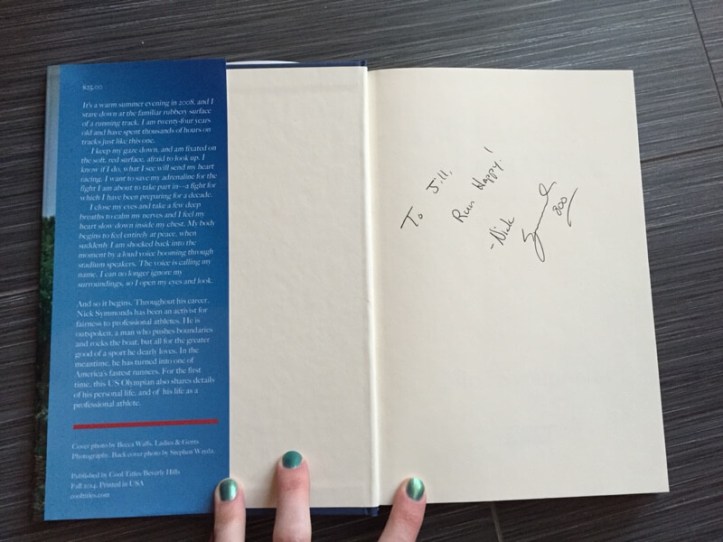 $25.00
It's a warm summer evening in 2008, and I
stare down at the familiar rubbery surface
of a running track. I am twenty-four years
old and have spent thousands of hours on
tracks just like this one.
I keep my gaze down, and am fixated on
the soft, red surface, afraid to look up. I
know if I do, what I see will send my heart
racing. I want to save my adrenaline for the
fight I am about to take part in—a fight for
which I have been preparing for a decade.
I close my eyes and take a few deep
breaths to calm my nerves and I feel my
heart slow down inside my chest. My body
begins to feel entirely at peace, when
suddenly I am shocked back into the
moment by a loud voice booming through
stadium speakers. The voice is calling my
name. I can no longer ignore my
surroundings, so I open my eyes and look.
And so it begins. Throughout his career,
Nick Symmonds has been an activist for
fairness to professional athletes. He is
outspoken, a man who pushes boundaries
and rocks the boat, but all for the greater
good of a sport he dearly loves. In the
meantime, he has turned into one of
America's fastest runners. For the first
time, this US Olympian also shares details
of his personal life, and of his life as a
professional athlete.
Cover photo by Becca Walls, Ladies & Gents
Photography. Back cover photo by Stephen
Published by Cool Titles/Beverly Hills
Fall 2014. Printed in USA
cooltitles.com
To Jill,
Run Happy!
-Nick
800